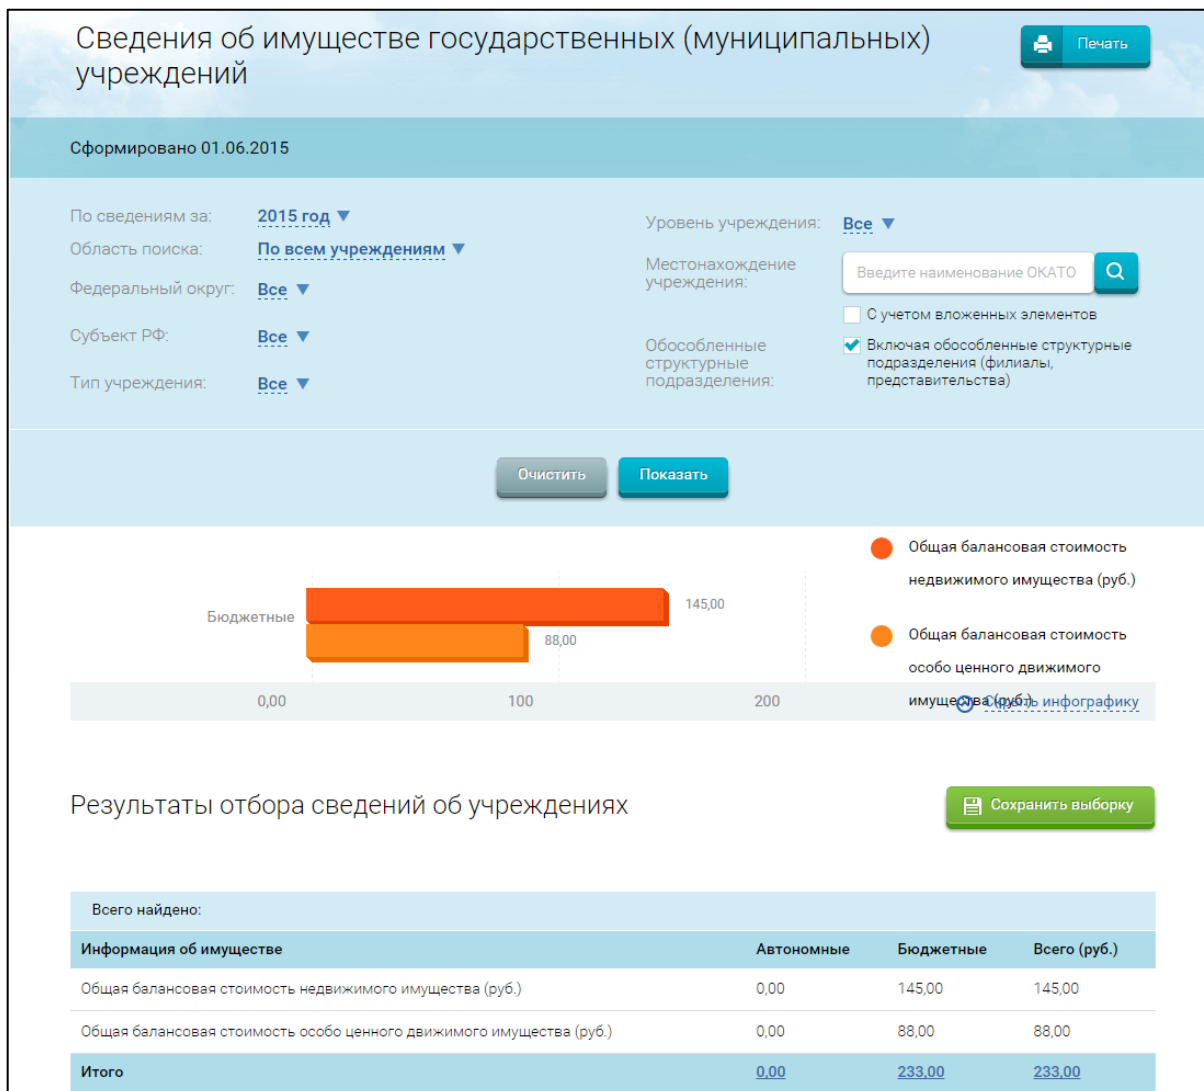 Сведения об имуществе государственных (муниципальных)
учреждений
Печать
Сформировано 01.06.2015
По сведениям за: 2015 год
Область поиска: По всем учреждениям
Федеральный округ: Все
Субъект РФ: Все
Тип учреждения: Все
Уровень учреждения: Все
Местонахождение
учреждения:
Введите наименование ОКАТО
С учетом вложенных элементов
Обособленные
структурные
подразделения:
Включая обособленные структурные
подразделения (филиалы,
представительства)
Очистить Показать
Бюджетные
145,00
88,00
0,00 100 200
Общая балансовая стоимость
недвижимого имущества (руб.)
Общая балансовая стоимость
особо ценного движимого
имущества (руб.)
Скрыть инфографику
Результаты отбора сведений об учреждениях
Сохранить выборку
Всего найдено:
Информация об имуществе Автономные Бюджетные Всего (руб.)
Общая балансовая стоимость недвижимого имущества (руб.) 0,00 145,00 145,00
Общая балансовая стоимость особо ценного движимого имущества (руб.) 0,00 88,00 88,00
Итого 0,00 233,00 233,00